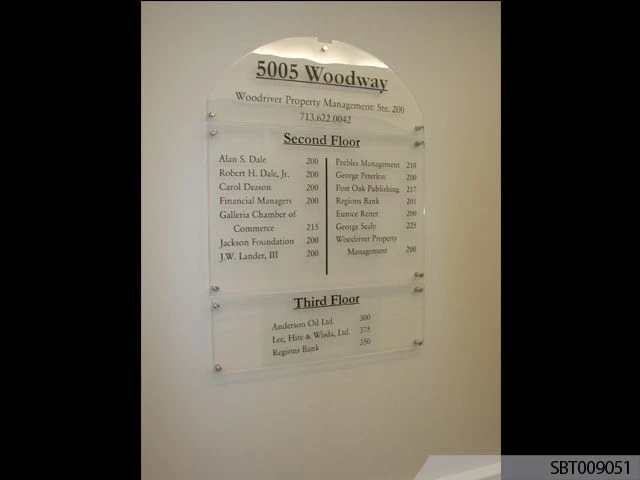 5005 Woodway
Woodriver Property Management: Ste. 200
713.622.0042
Second Floor
Alan S. Dale 200
Robert H. Dale, Jr. 200
Carol Deason 200
Financial Managers 200
Galleria Chamber of
Commerce 215
Jackson Foundation 200
J.W. Lander, III 200
Peebles Management 210
George Peterkin 200
Post Oak Publishing 217
Regions Bank 201
Eunice Reiter 200
George Sealy 225
Woodriver Property
Management 200
Third Floor
Anderson Oil Ltd. 300
Lee, Hite & Wisda, Ltd. 375
Regions Bank 350
SBT009051